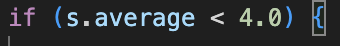 if (s.average < 4.0) {